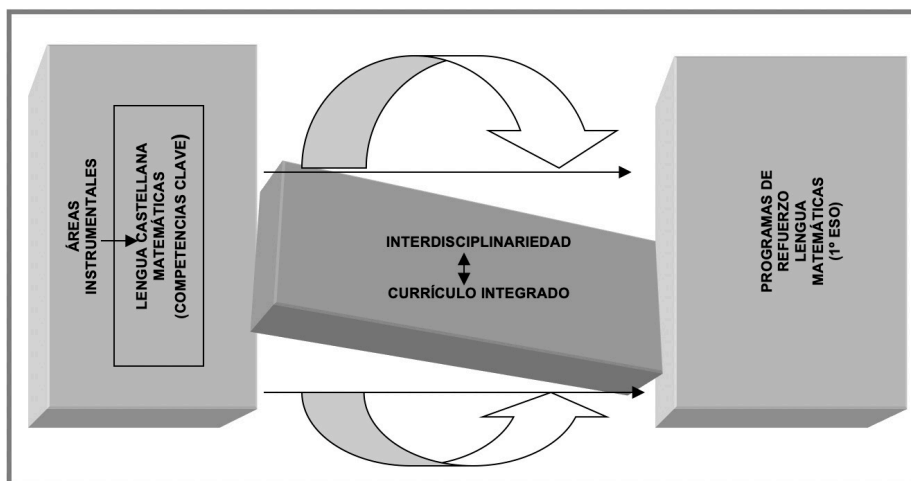 ÁREAS
INSTRUMENTALES
LENGUA CASTELLANA
MATEMÁTICAS
(COMPETENCIAS CLAVE)
INTERDISCIPLINARIEDAD
CURRÍCULO INTEGRADO
PROGRAMAS DE
REFUERZO
LENGUA
MATEMÁTICAS
(1º ESO)